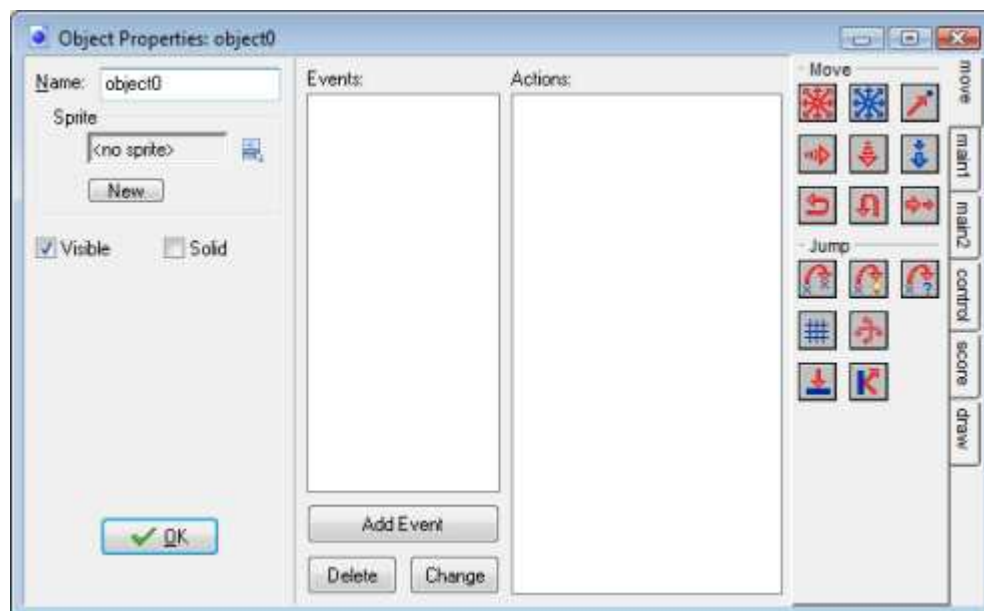 Object Properties: object0
Name: object0
Sprite
<no sprite>
New
Visible Solid
OK
Events:
Add Event
Delete Change
Actions:
Move
Jump
move
main1
main2
control
score
draw